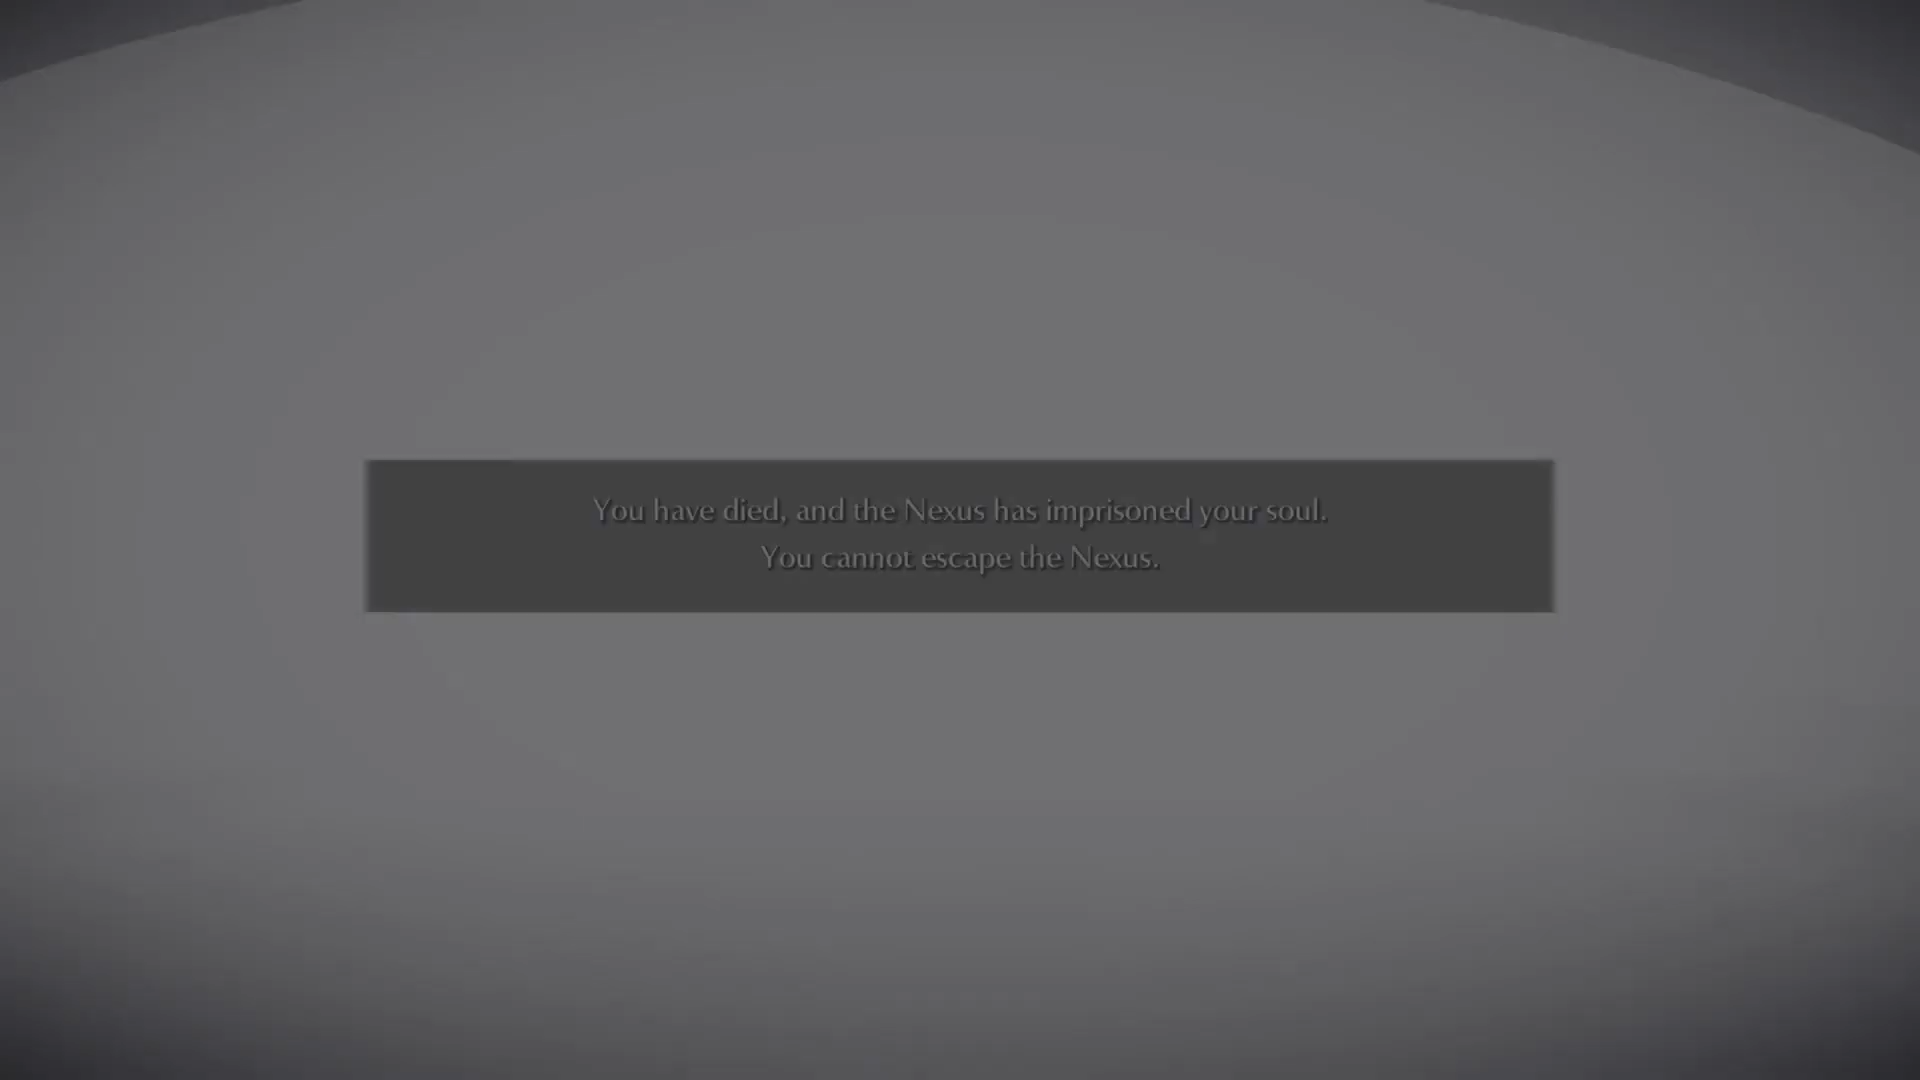 You have died, and the Nexus has imprisoned your soul.
You cannot escape the Nexus.